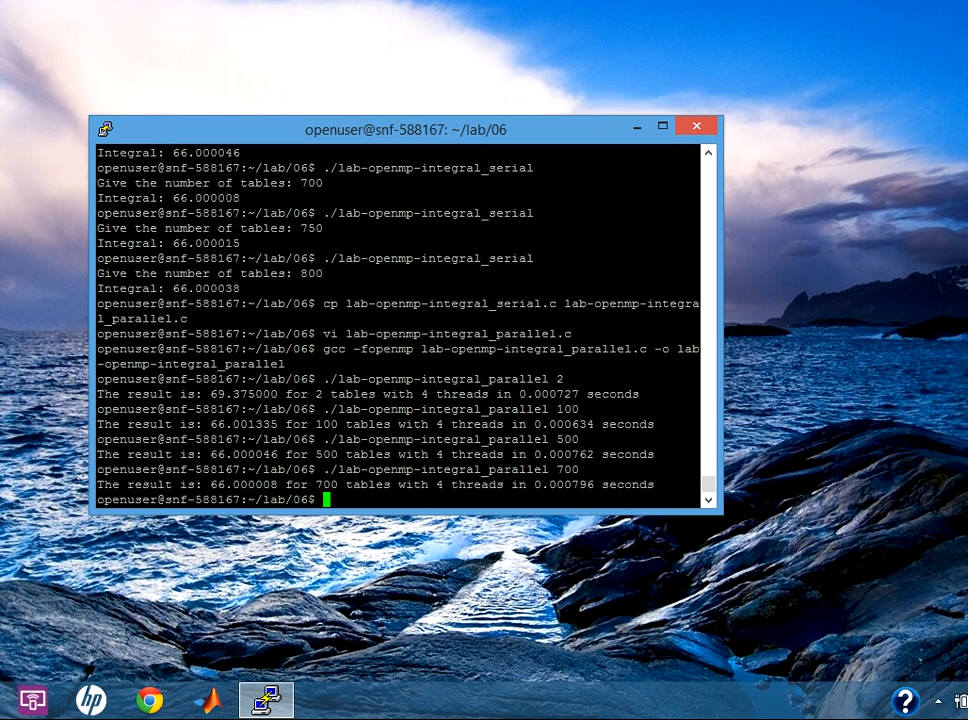 openuser@snf-588167: ~/lab/06
Integral: 66.000046
openuser@snf-588167:~/lab/06$ ./lab-openmp-integral_serial
Give the number of tables: 700
Integral: 66.000008
openuser@snf-588167:~/lab/06$ ./lab-openmp-integral_serial
Give the number of tables: 750
Integral: 66.000015
openuser@snf-588167:~/lab/06$ ./lab-openmp-integral_serial
Give the number of tables: 800
Integral: 66.000038
openuser@snf-588167:~/lab/06$ cp lab-openmp-integral_serial.c lab-openmp-integra
l_parallel.c
openuser@snf-588167:~/lab/06$ vi lab-openmp-integral_parallel.c
openuser@snf-588167:~/lab/06$ gcc -fopenmp lab-openmp-integral_parallel.c -o lab
-openmp-integral_parallel
openuser@snf-588167:~/lab/06$ ./lab-openmp-integral_parallel 2
The result is: 69.375000 for 2 tables with 4 threads in 0.000727 seconds
openuser@snf-588167:~/lab/06$ ./lab-openmp-integral_parallel 100
The result is: 66.001335 for 100 tables with 4 threads in 0.000634 seconds
openuser@snf-588167:~/lab/06$ ./lab-openmp-integral_parallel 500
The result is: 66.000046 for 500 tables with 4 threads in 0.000762 seconds
openuser@snf-588167:~/lab/06$ ./lab-openmp-integral_parallel 700
The result is: 66.000008 for 700 tables with 4 threads in 0.000796 seconds
openuser@snf-588167:~/lab/06$
hp
?